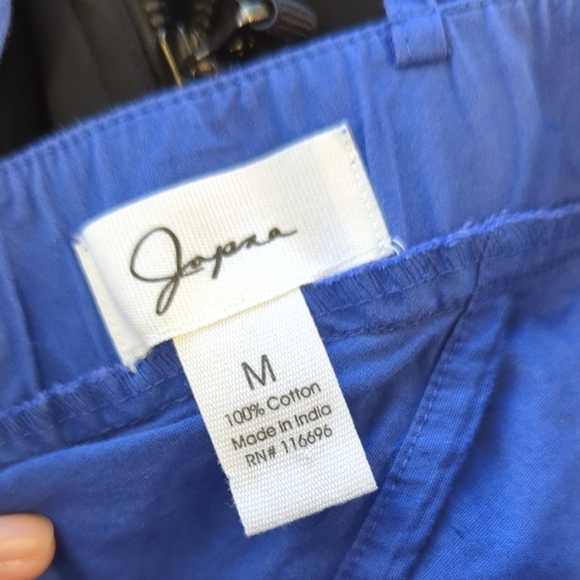 Japna
M
100% Cotton
Made In India
RN# 116696